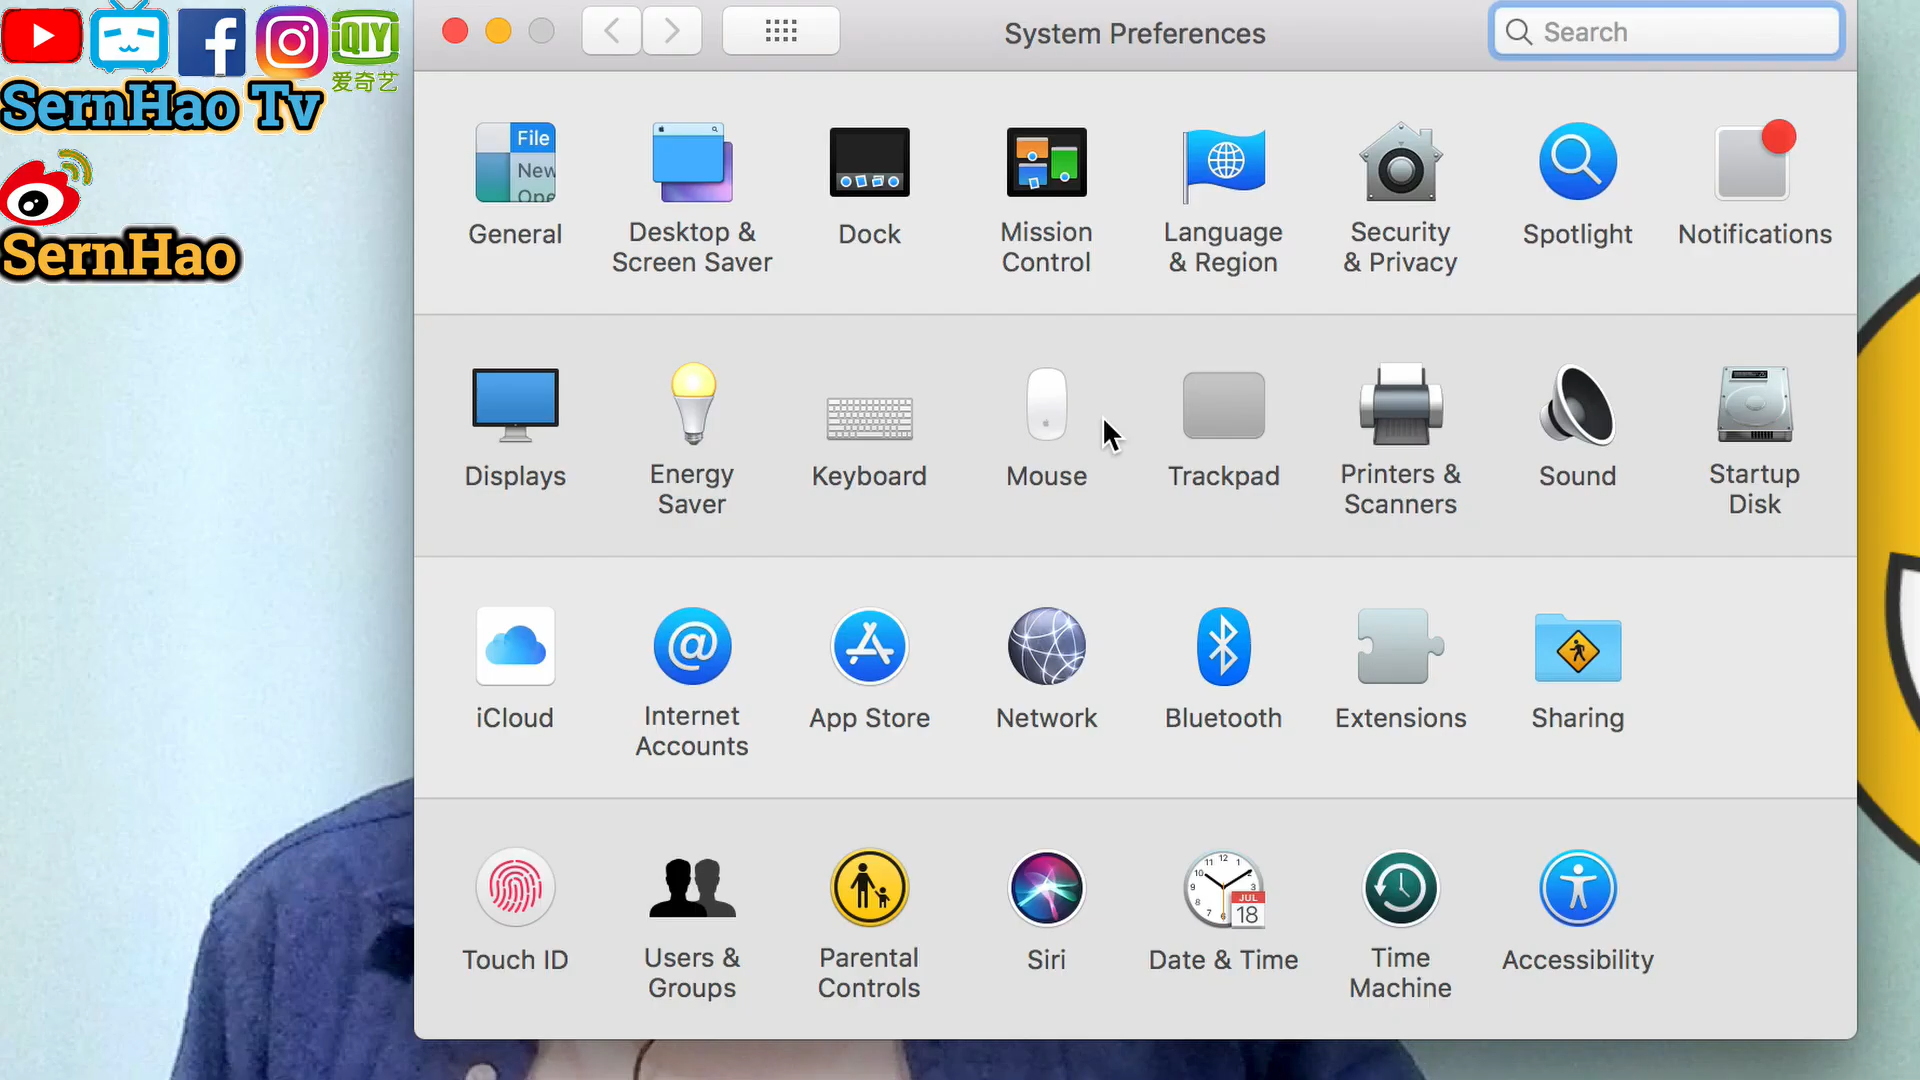 iQIYI
爱奇艺
SernHao Tv
SernHao
System Preferences
Search
File
New
Ope
General
Desktop &
Screen Saver
Dock
Mission
Control
Language
& Region
Security
& Privacy
Spotlight
Notifications
Displays
Energy
Saver
Keyboard
Mouse
Trackpad
Printers &
Scanners
Sound
Startup
Disk
iCloud
Internet
Accounts
App Store
Network
Bluetooth
Extensions
Sharing
JUL
18
Touch ID
Users &
Groups
Parental
Controls
Siri
Date & Time
Time
Machine
Accessibility